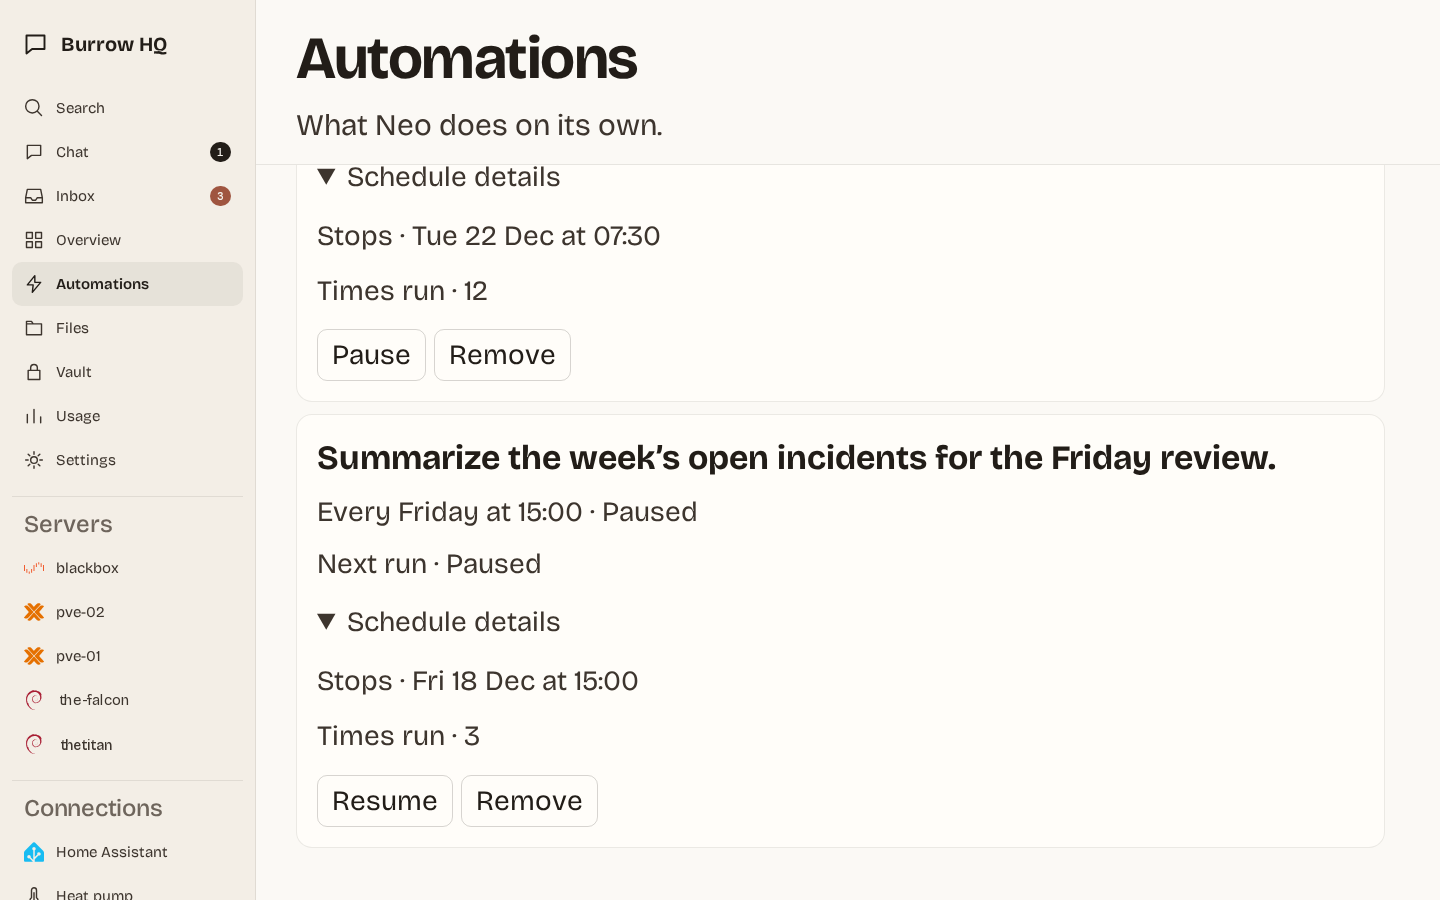 Burrow HQ
Search
Chat 1
Inbox 3
Overview
Automations
Files
Vault
Usage
Settings
Servers
blackbox
pve-02
pve-01
the-falcon
thetitan
Connections
Home Assistant
Heat pump
Automations
What Neo does on its own.
Schedule details
Stops · Tue 22 Dec at 07:30
Times run · 12
Pause Remove
Summarize the week’s open incidents for the Friday review.
Every Friday at 15:00 · Paused
Next run · Paused
Schedule details
Stops · Fri 18 Dec at 15:00
Times run · 3
Resume Remove